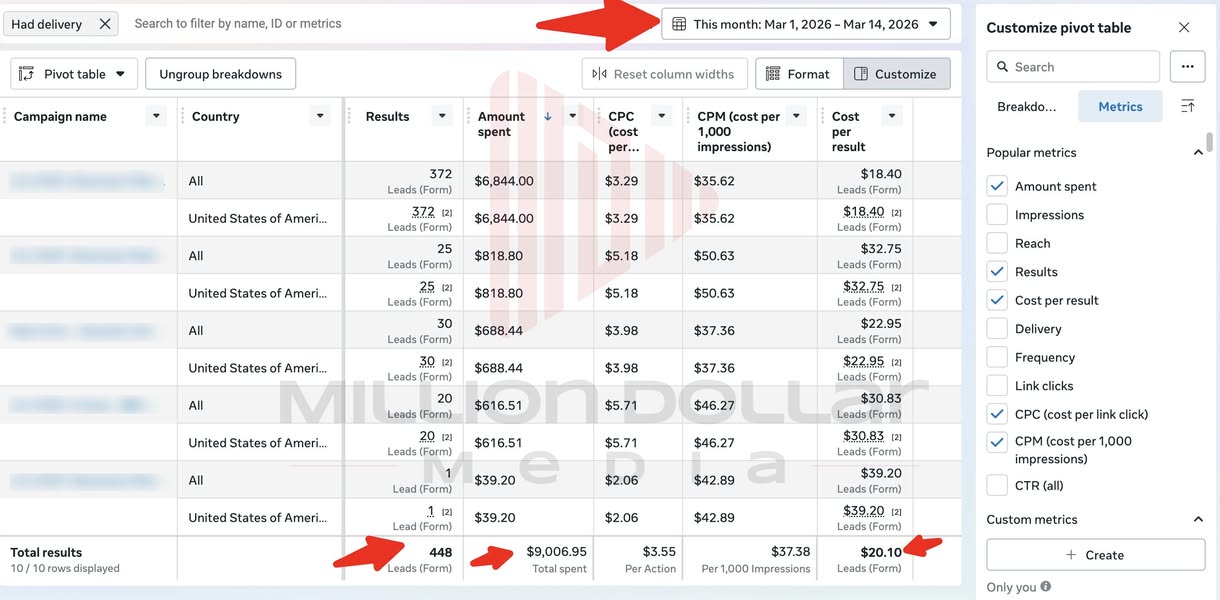 Had delivery
Search to filter by name, ID or metrics
This month: Mar 1, 2026 – Mar 14, 2026
Pivot table
Ungroup breakdowns
Reset column widths
Format
Customize
Campaign name
Country
Results
Amount spent
CPC (cost per...
CPM (cost per 1,000 impressions)
Cost per result
All
372
Leads (Form)
$6,844.00
$3.29
$35.62
$18.40
Leads (Form)
United States of Ameri...
372 [2]
Leads (Form)
$6,844.00
$3.29
$35.62
$18.40 [2]
Leads (Form)
All
25
Leads (Form)
$818.80
$5.18
$50.63
$32.75
Leads (Form)
United States of Ameri...
25 [2]
Leads (Form)
$818.80
$5.18
$50.63
$32.75 [2]
Leads (Form)
All
30
Leads (Form)
$688.44
$3.98
$37.36
$22.95
Leads (Form)
United States of Ameri...
30 [2]
Leads (Form)
$688.44
$3.98
$37.36
$22.95 [2]
Leads (Form)
All
20
Leads (Form)
$616.51
$5.71
$46.27
$30.83
Leads (Form)
United States of Ameri...
20 [2]
Leads (Form)
$616.51
$5.71
$46.27
$30.83 [2]
Leads (Form)
All
1
Lead (Form)
$39.20
$2.06
$42.89
$39.20
Leads (Form)
United States of Ameri...
1 [2]
Lead (Form)
$39.20
$2.06
$42.89
$39.20 [2]
Leads (Form)
Total results
10 / 10 rows displayed
448
Leads (Form)
$9,006.95
Total spent
$3.55
Per Action
$37.38
Per 1,000 Impressions
$20.10
Leads (Form)
MILLION DOLLAR
Media
Customize pivot table
Search
Breakdo...
Metrics
Popular metrics
Amount spent
Impressions
Reach
Results
Cost per result
Delivery
Frequency
Link clicks
CPC (cost per link click)
CPM (cost per 1,000
impressions)
CTR (all)
Custom metrics
+ Create
Only you